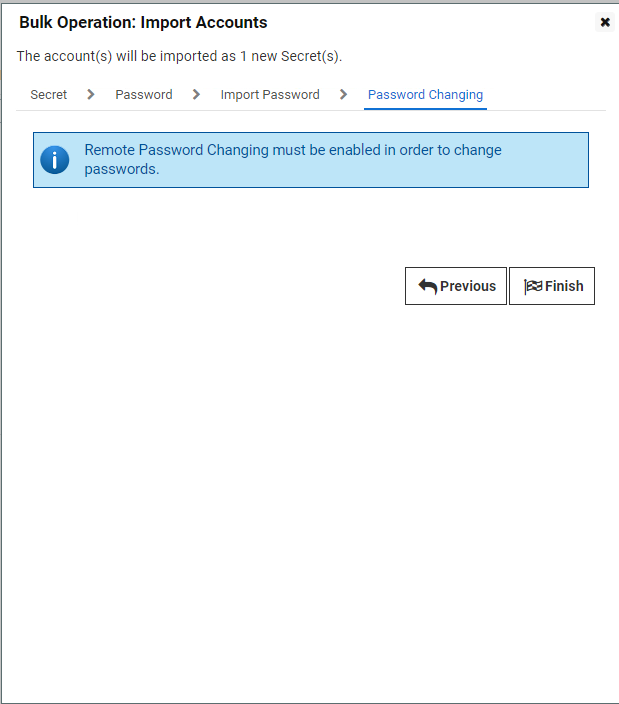 Bulk Operation: Import Accounts
The account(s) will be imported as 1 new Secret(s).
Secret Password Import Password Password Changing
Remote Password Changing must be enabled in order to change
passwords.
Previous Finish